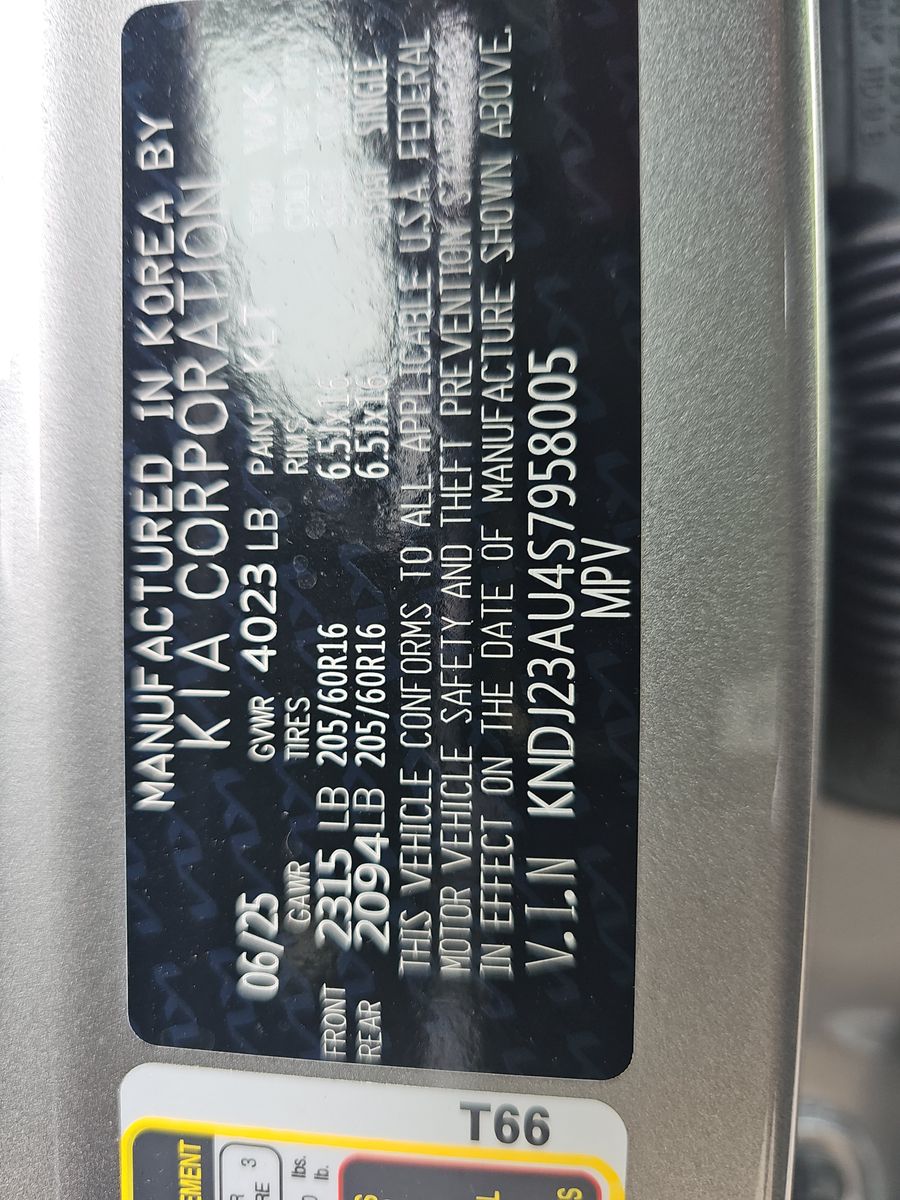 MANUFACTURED IN KOREA BY
KIA CORPORATION
06/25 GVWR 4023 LB PAINT KLT
GAWR TIRES RIMS
FRONT 2315 LB 205/60R16 6.5JX16
REAR 2094LB 205/60R16 6.5JX16 SINGLE
THIS VEHICLE CONFORMS TO ALL APPLICABLE U.S.A. FEDERAL
MOTOR VEHICLE SAFETY AND THEFT PREVENTION
IN EFFECT ON THE DATE OF MANUFACTURE SHOWN ABOVE.
V.I.N KNDJ23AU4S7958005
MPV
T66